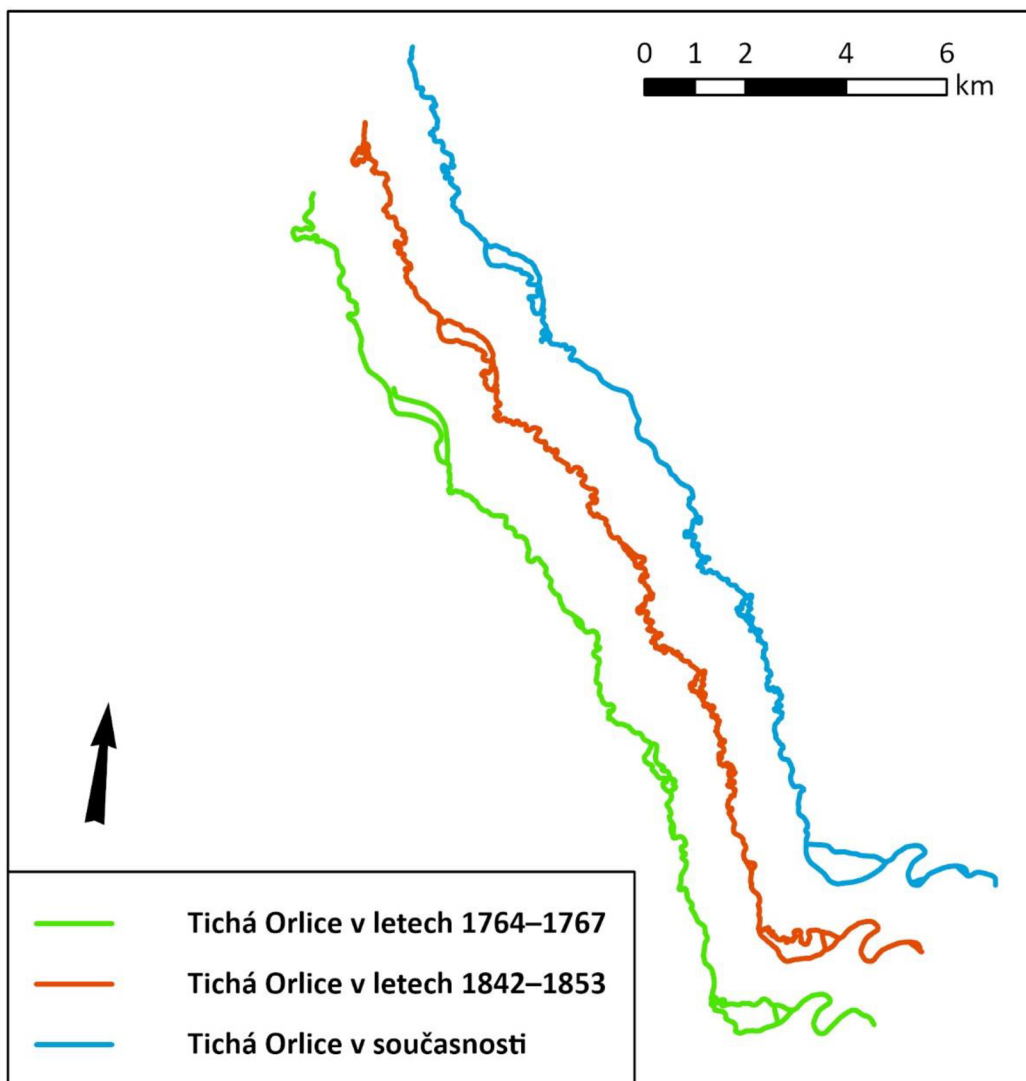 0 1 2 4 6
km
Tichá Orlice v letech 1764–1767
Tichá Orlice v letech 1842–1853
Tichá Orlice v současnosti